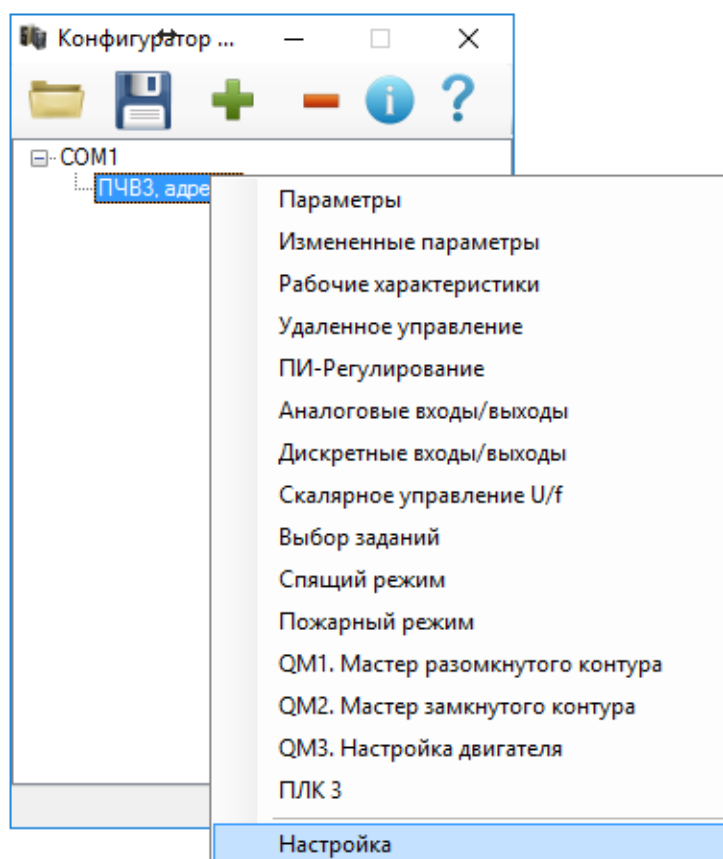 Конфигуратор ...
COM1
ПЧВ3, адре
Параметры
Измененные параметры
Рабочие характеристики
Удаленное управление
ПИ-Регулирование
Аналоговые входы/выходы
Дискретные входы/выходы
Скалярное управление U/f
Выбор заданий
Спящий режим
Пожарный режим
QM1. Мастер разомкнутого контура
QM2. Мастер замкнутого контура
QM3. Настройка двигателя
ПЛК 3
Настройка